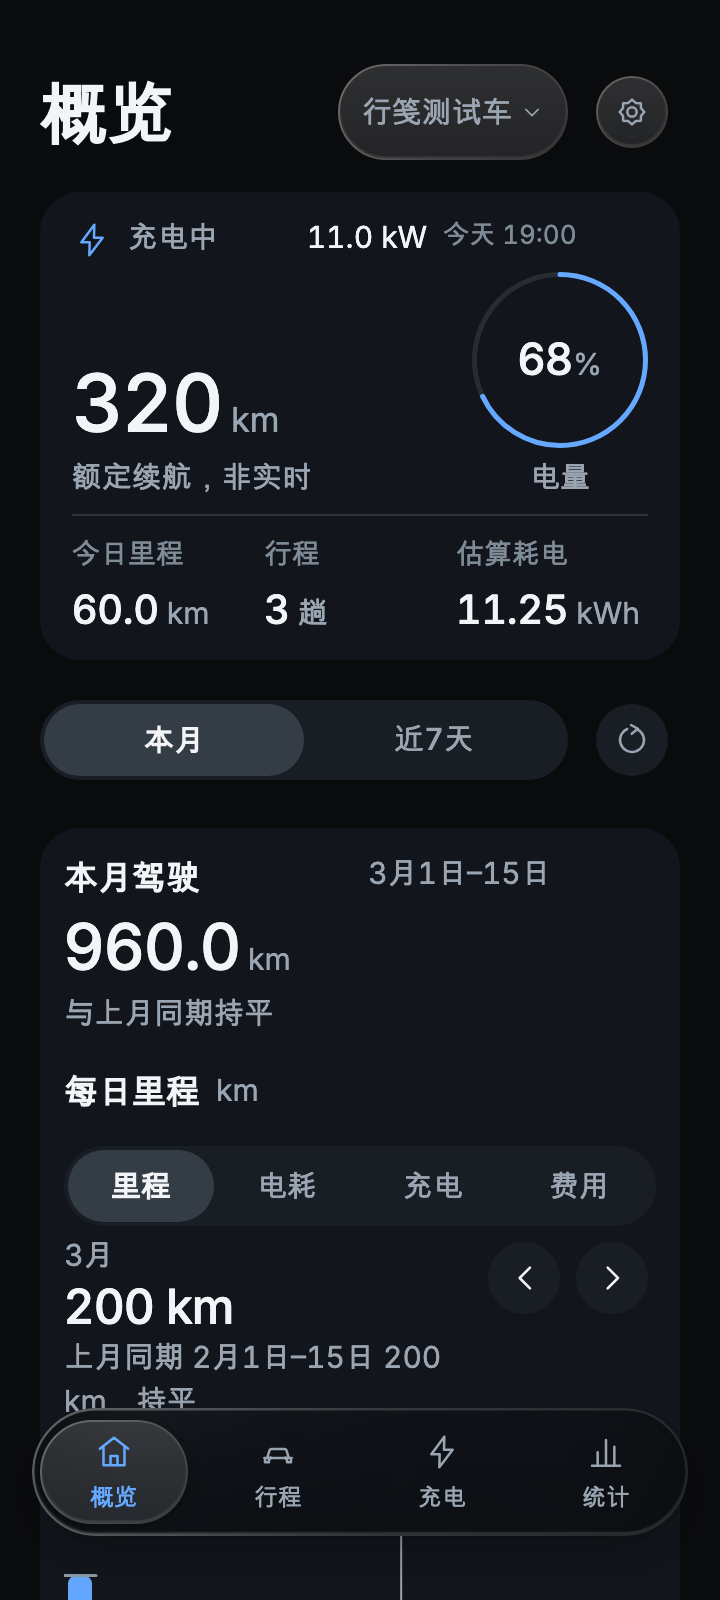 概览
行笺测试车
充电中 11.0 kW 今天 19:00
68%
320 km
额定续航，非实时 电量
今日里程 行程 估算耗电
60.0 km 3 趟 11.25 kWh
本月 近7天
本月驾驶 3月1日–15日
960.0 km
与上月同期持平
每日里程 km
里程 电耗 充电 费用
3月
200 km
上月同期 2月1日–15日 200
km 持平
概览 行程 充电 统计